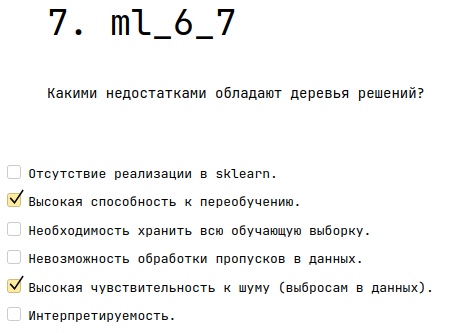 7. ml_6_7
Какими недостатками обладают деревья решений?
Отсутствие реализации в sklearn.
Высокая способность к переобучению.
Необходимость хранить всю обучающую выборку.
Невозможность обработки пропусков в данных.
Высокая чувствительность к шуму (выбросам в данных).
Интерпретируемость.